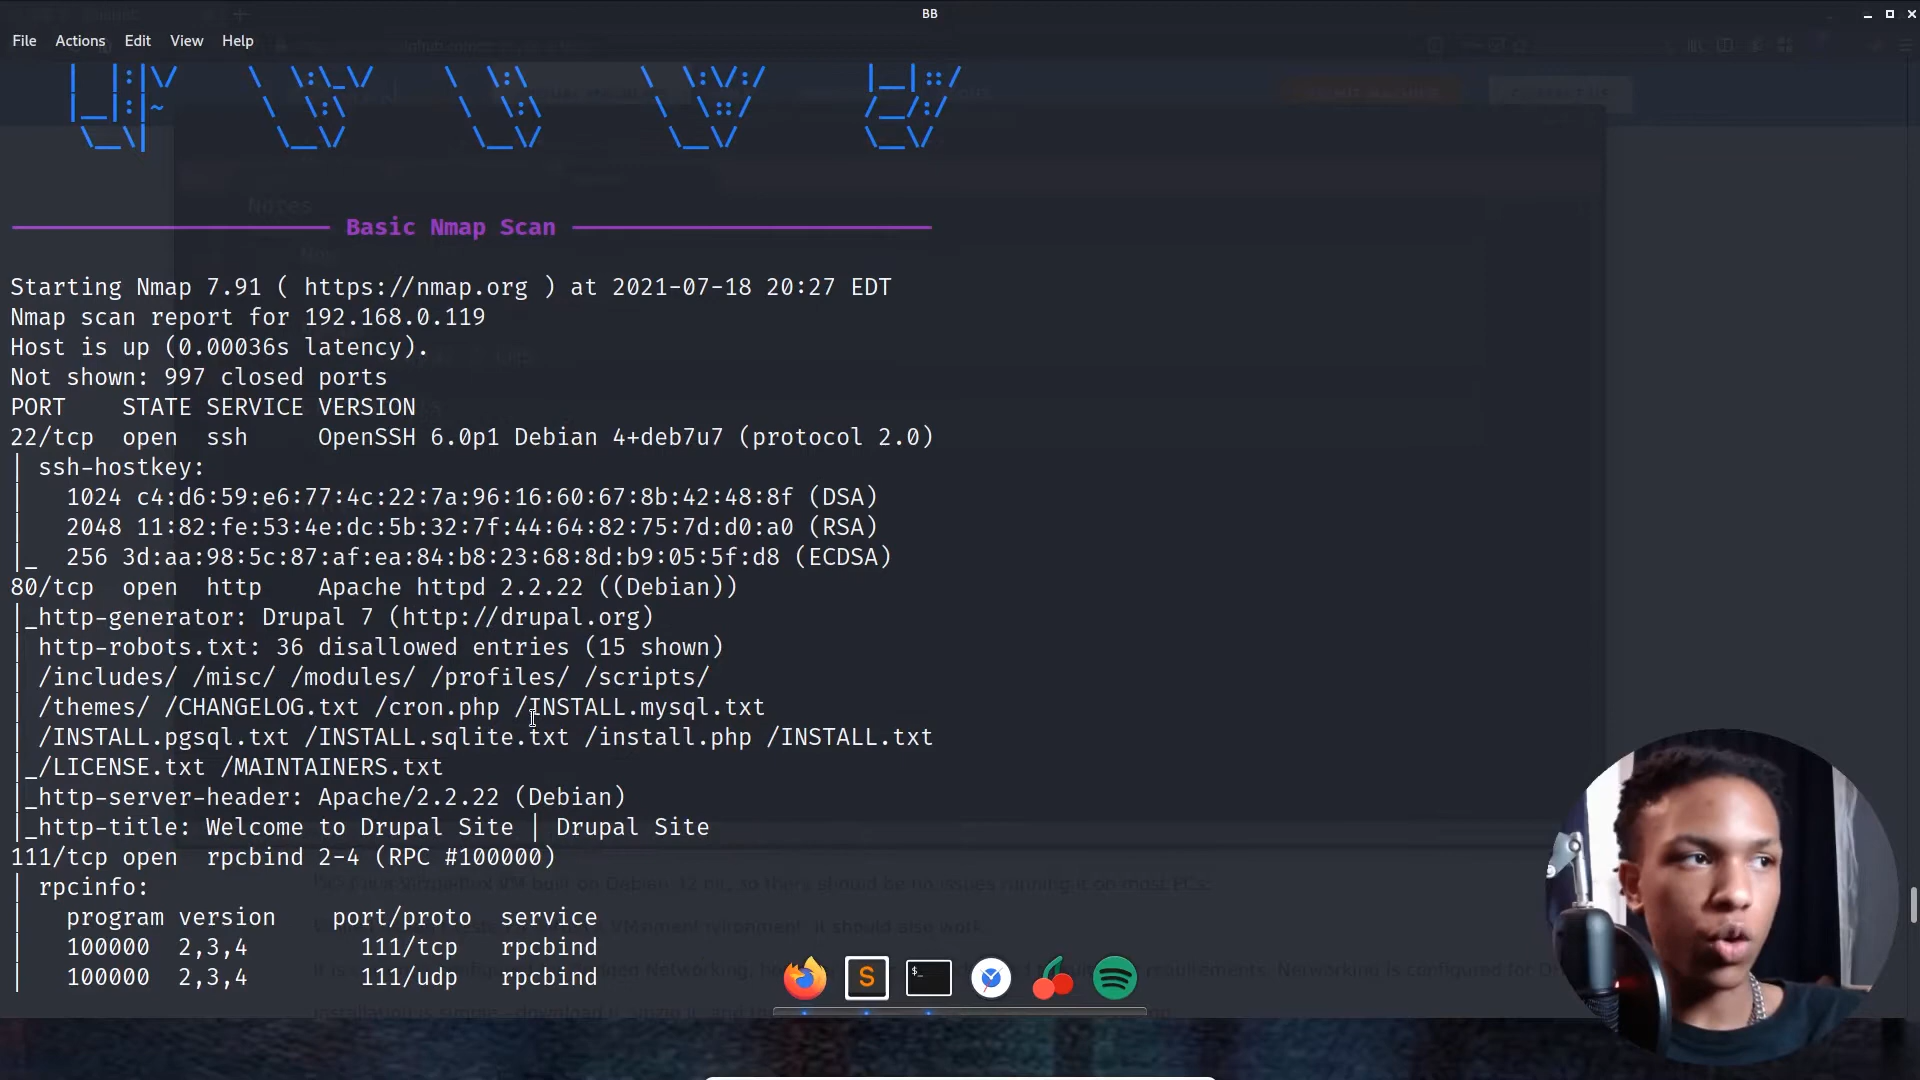 BB
File Actions Edit View Help
Basic Nmap Scan
Starting Nmap 7.91 ( https://nmap.org ) at 2021-07-18 20:27 EDT
Nmap scan report for 192.168.0.119
Host is up (0.00036s latency).
Not shown: 997 closed ports
PORT    STATE SERVICE VERSION
22/tcp  open  ssh     OpenSSH 6.0p1 Debian 4+deb7u7 (protocol 2.0)
| ssh-hostkey:
|   1024 c4:d6:59:e6:77:4c:22:7a:96:16:60:67:8b:42:48:8f (DSA)
|   2048 11:82:fe:53:4e:dc:5b:32:7f:44:64:82:75:7d:d0:a0 (RSA)
|_  256 3d:aa:98:5c:87:af:ea:84:b8:23:68:8d:b9:05:5f:d8 (ECDSA)
80/tcp  open  http    Apache httpd 2.2.22 ((Debian))
|_http-generator: Drupal 7 (http://drupal.org)
| http-robots.txt: 36 disallowed entries (15 shown)
| /includes/ /misc/ /modules/ /profiles/ /scripts/
| /themes/ /CHANGELOG.txt /cron.php /INSTALL.mysql.txt
| /INSTALL.pgsql.txt /INSTALL.sqlite.txt /install.php /INSTALL.txt
|_/LICENSE.txt /MAINTAINERS.txt
|_http-server-header: Apache/2.2.22 (Debian)
|_http-title: Welcome to Drupal Site | Drupal Site
111/tcp open  rpcbind 2-4 (RPC #100000)
| rpcinfo:
|   program version    port/proto  service
|   100000  2,3,4        111/tcp   rpcbind
|   100000  2,3,4        111/udp   rpcbind